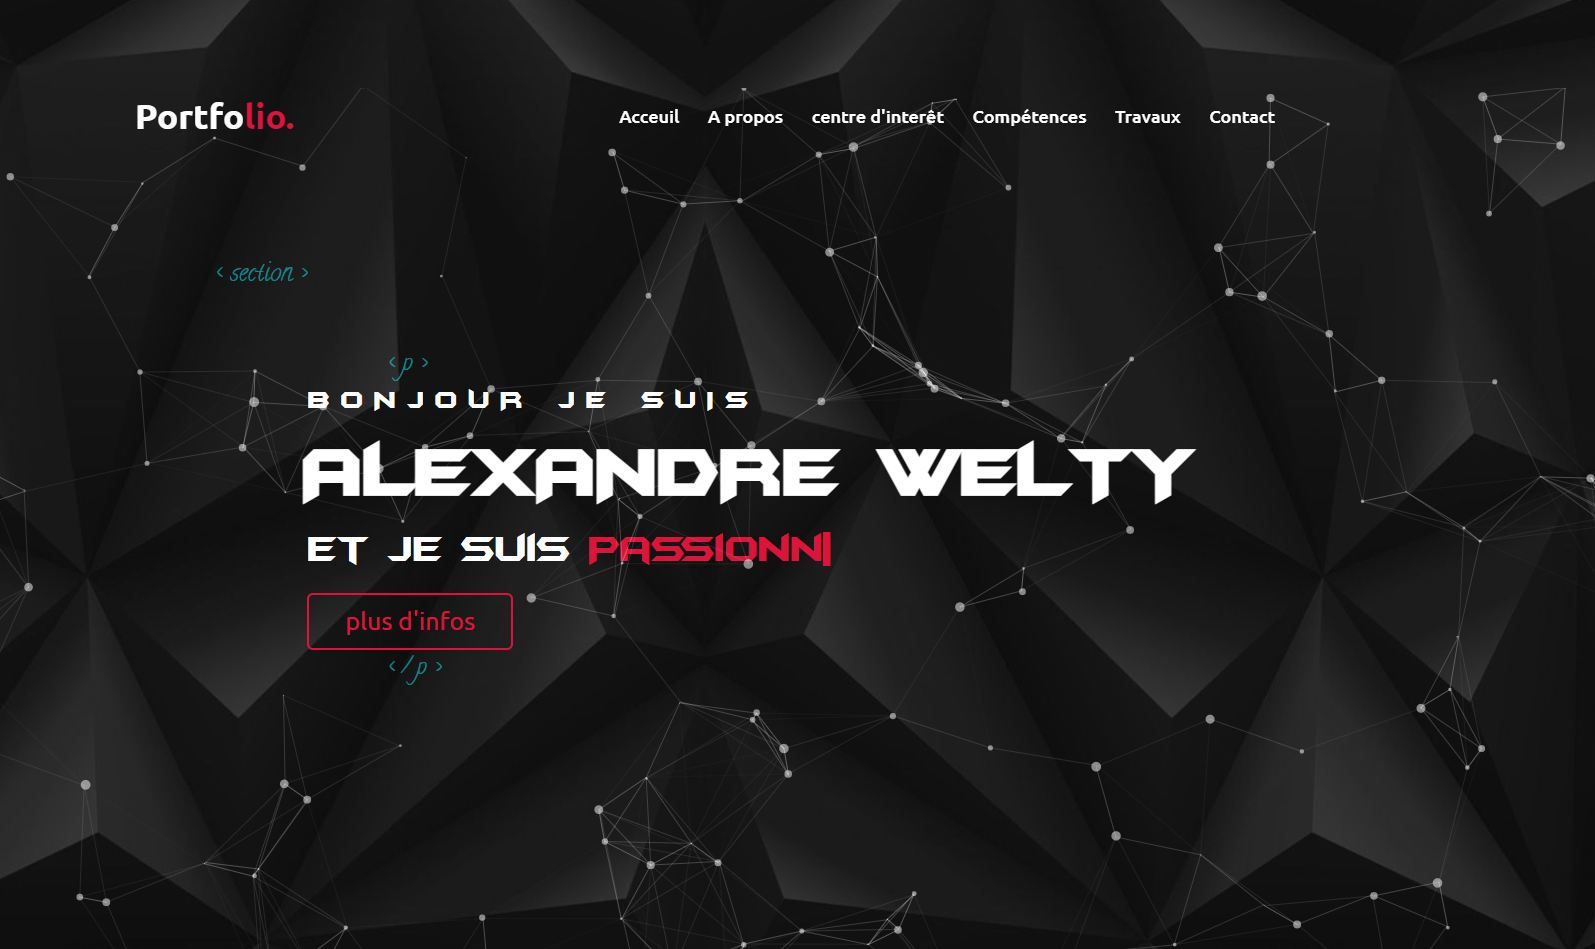 Portfolio.
Acceuil A propos centre d'interêt Compétences Travaux Contact
< section >
< p >
BONJOUR JE SUIS
ALEXANDRE WELTY
ET JE SUIS PASSIONN|
plus d'infos
< /p >